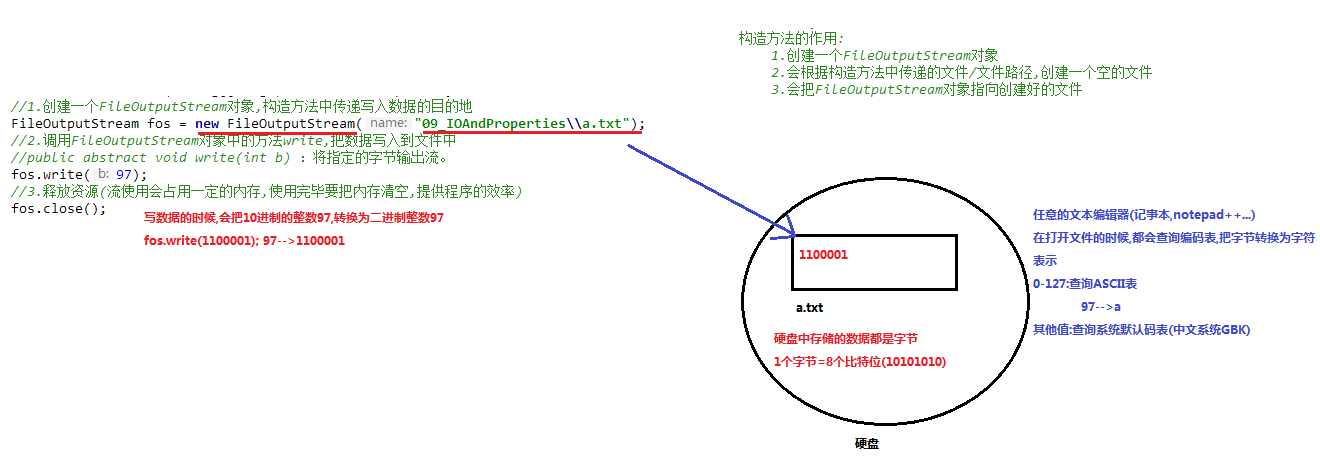 构造方法的作用:
1.创建一个FileOutputStream对象
2.会根据构造方法中传递的文件/文件路径,创建一个空的文件
3.会把FileOutputStream对象指向创建好的文件
//1.创建一个FileOutputStream对象,构造方法中传递写入数据的目的地
FileOutputStream fos = new FileOutputStream( name: "09_IOAndProperties\\a.txt");
//2.调用FileOutputStream对象中的方法write,把数据写入到文件中
//public abstract void write(int b) : 将指定的字节输出流。
fos.write( b: 97);
//3.释放资源(流使用会占用一定的内存,使用完毕要把内存清空,提供程序的效率)
fos.close();
写数据的时候,会把10进制的整数97,转换为二进制整数97
fos.write(1100001); 97-->1100001
1100001
a.txt
硬盘中存储的数据都是字节
1个字节=8个比特位(10101010)
硬盘
任意的文本编辑器(记事本,notepad++...)
在打开文件的时候,都会查询编码表,把字节转换为字符
表示
0-127:查询ASCII表
97-->a
其他值:查询系统默认码表(中文系统GBK)